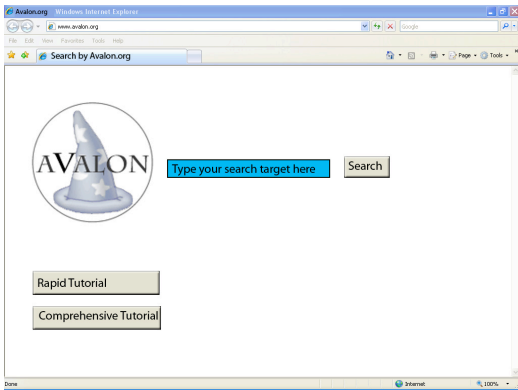 Avalon.org Windows Internet Explorer
www.avalon.org
Google
File Edit View Favorites Tools Help
Search by Avalon.org
Page Tools
AVALON
Type your search target here
Search
Rapid Tutorial
Comprehensive Tutorial
Done
Internet
100%